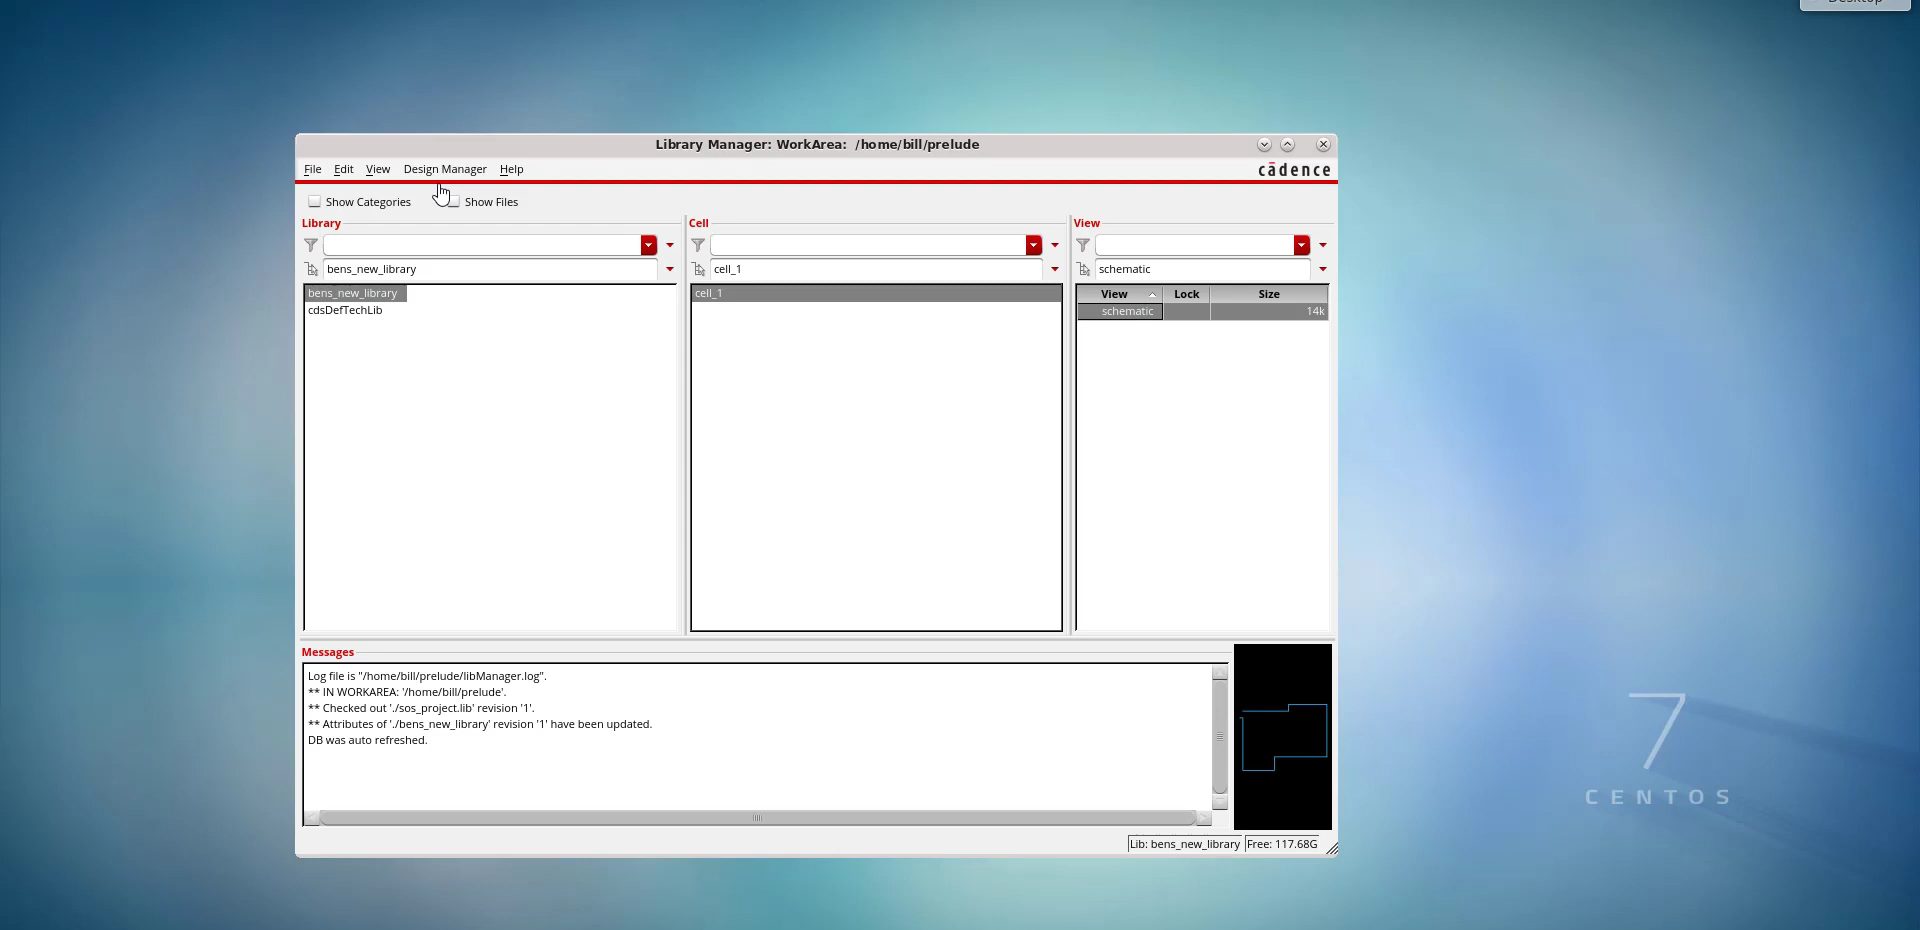 Desktop
Library Manager: WorkArea: /home/bill/prelude
File Edit View Design Manager Help
cādence
Show Categories Show Files
Library Cell View
bens_new_library cell_1 schematic
bens_new_library
cdsDefTechLib
cell_1
View Lock Size
schematic 14k
Messages
Log file is "/home/bill/prelude/libManager.log".
** IN WORKAREA: '/home/bill/prelude'.
** Checked out './sos_project.lib' revision '1'.
** Attributes of './bens_new_library' revision '1' have been updated.
DB was auto refreshed.
Lib: bens_new_library Free: 117.68G
7
CENTOS